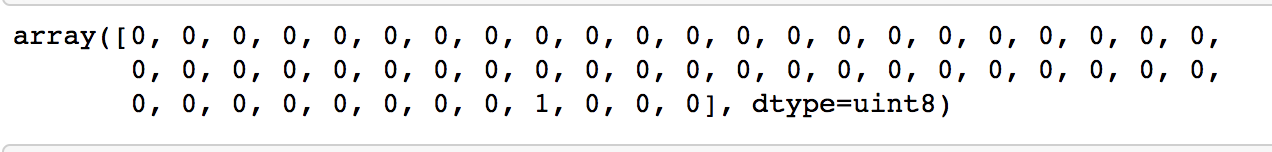 array([0, 0, 0, 0, 0, 0, 0, 0, 0, 0, 0, 0, 0, 0, 0, 0, 0, 0, 0, 0, 0, 0,
0, 0, 0, 0, 0, 0, 0, 0, 0, 0, 0, 0, 0, 0, 0, 0, 0, 0, 0, 0, 0, 0,
0, 0, 0, 0, 0, 0, 0, 0, 1, 0, 0, 0], dtype=uint8)